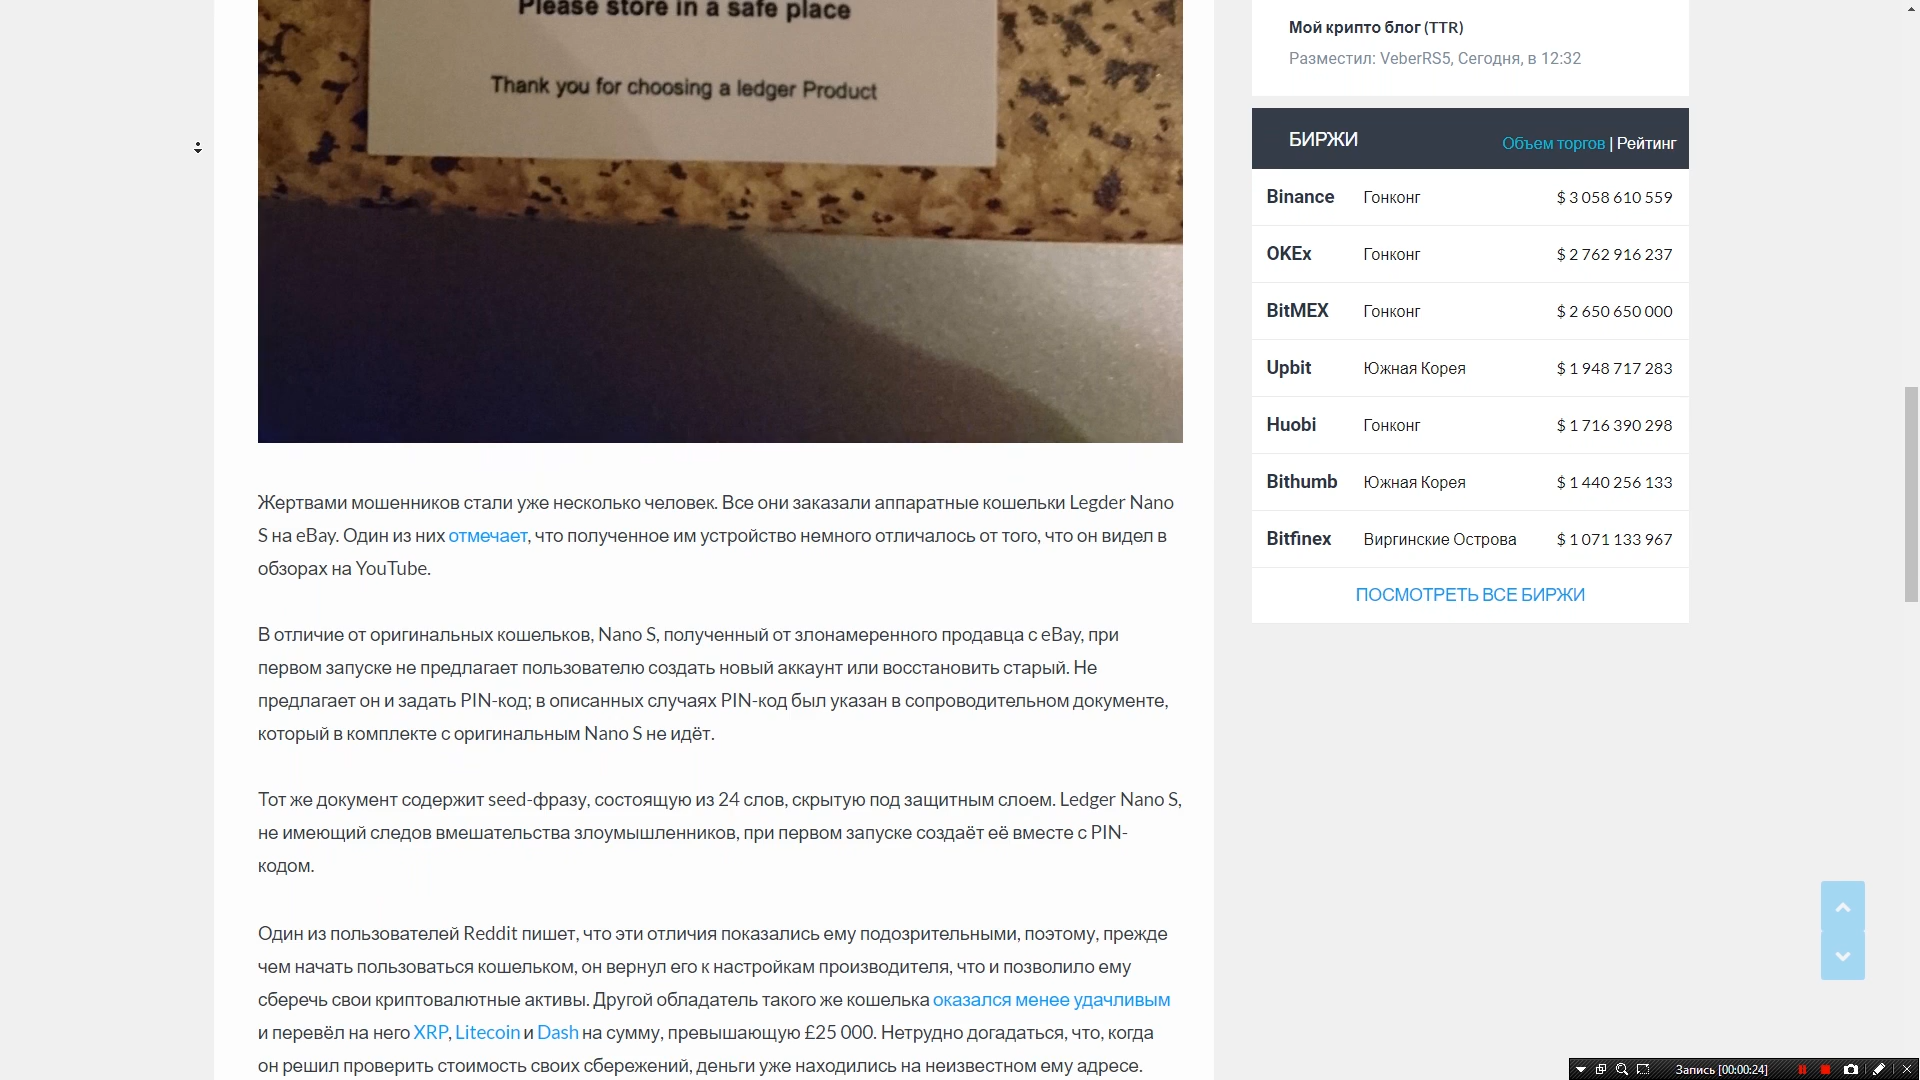 Please store in a safe place
Thank you for choosing a ledger Product
Жертвами мошенников стали уже несколько человек. Все они заказали аппаратные кошельки Legder Nano
S на eBay. Один из них отмечает, что полученное им устройство немного отличалось от того, что он видел в
обзорах на YouTube.
В отличие от оригинальных кошельков, Nano S, полученный от злонамеренного продавца с eBay, при
первом запуске не предлагает пользователю создать новый аккаунт или восстановить старый. Не
предлагает он и задать PIN-код; в описанных случаях PIN-код был указан в сопроводительном документе,
который в комплекте с оригинальным Nano S не идёт.
Тот же документ содержит seed-фразу, состоящую из 24 слов, скрытую под защитным слоем. Ledger Nano S,
не имеющий следов вмешательства злоумышленников, при первом запуске создаёт её вместе с PIN-
кодом.
Один из пользователей Reddit пишет, что эти отличия показались ему подозрительными, поэтому, прежде
чем начать пользоваться кошельком, он вернул его к настройкам производителя, что и позволило ему
сберечь свои криптовалютные активы. Другой обладатель такого же кошелька оказался менее удачливым
и перевёл на него XRP, Litecoin и Dash на сумму, превышающую £25 000. Нетрудно догадаться, что, когда
он решил проверить стоимость своих сбережений, деньги уже находились на неизвестном ему адресе.
Мой крипто блог (TTR)
Разместил: VeberRS5, Сегодня, в 12:32
БИРЖИ Объем торгов | Рейтинг
Binance Гонконг $ 3 058 610 559
OKEx Гонконг $ 2 762 916 237
BitMEX Гонконг $ 2 650 650 000
Upbit Южная Корея $ 1 948 717 283
Huobi Гонконг $ 1 716 390 298
Bithumb Южная Корея $ 1 440 256 133
Bitfinex Виргинские Острова $ 1 071 133 967
ПОСМОТРЕТЬ ВСЕ БИРЖИ
Запись [00:00:24]